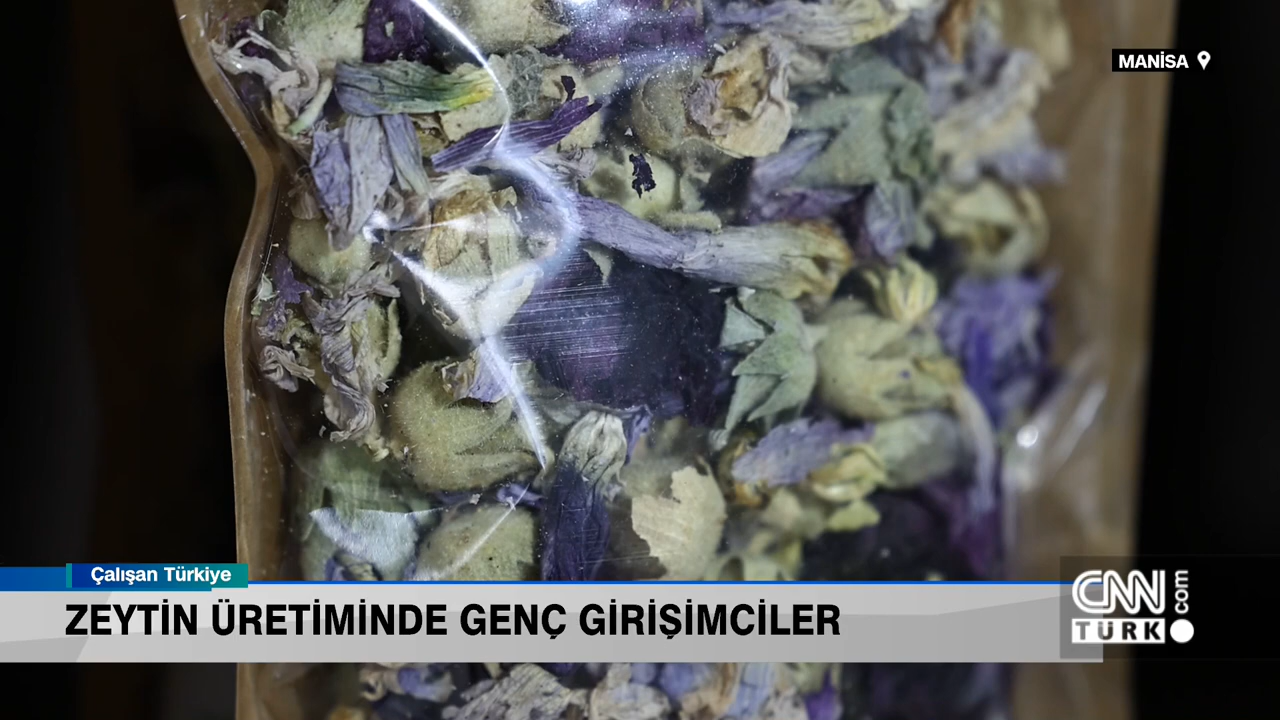 MANİSA
Çalışan Türkiye
ZEYTİN ÜRETİMİNDE GENÇ GİRİŞİMCİLER
CNN
TÜRK
.com